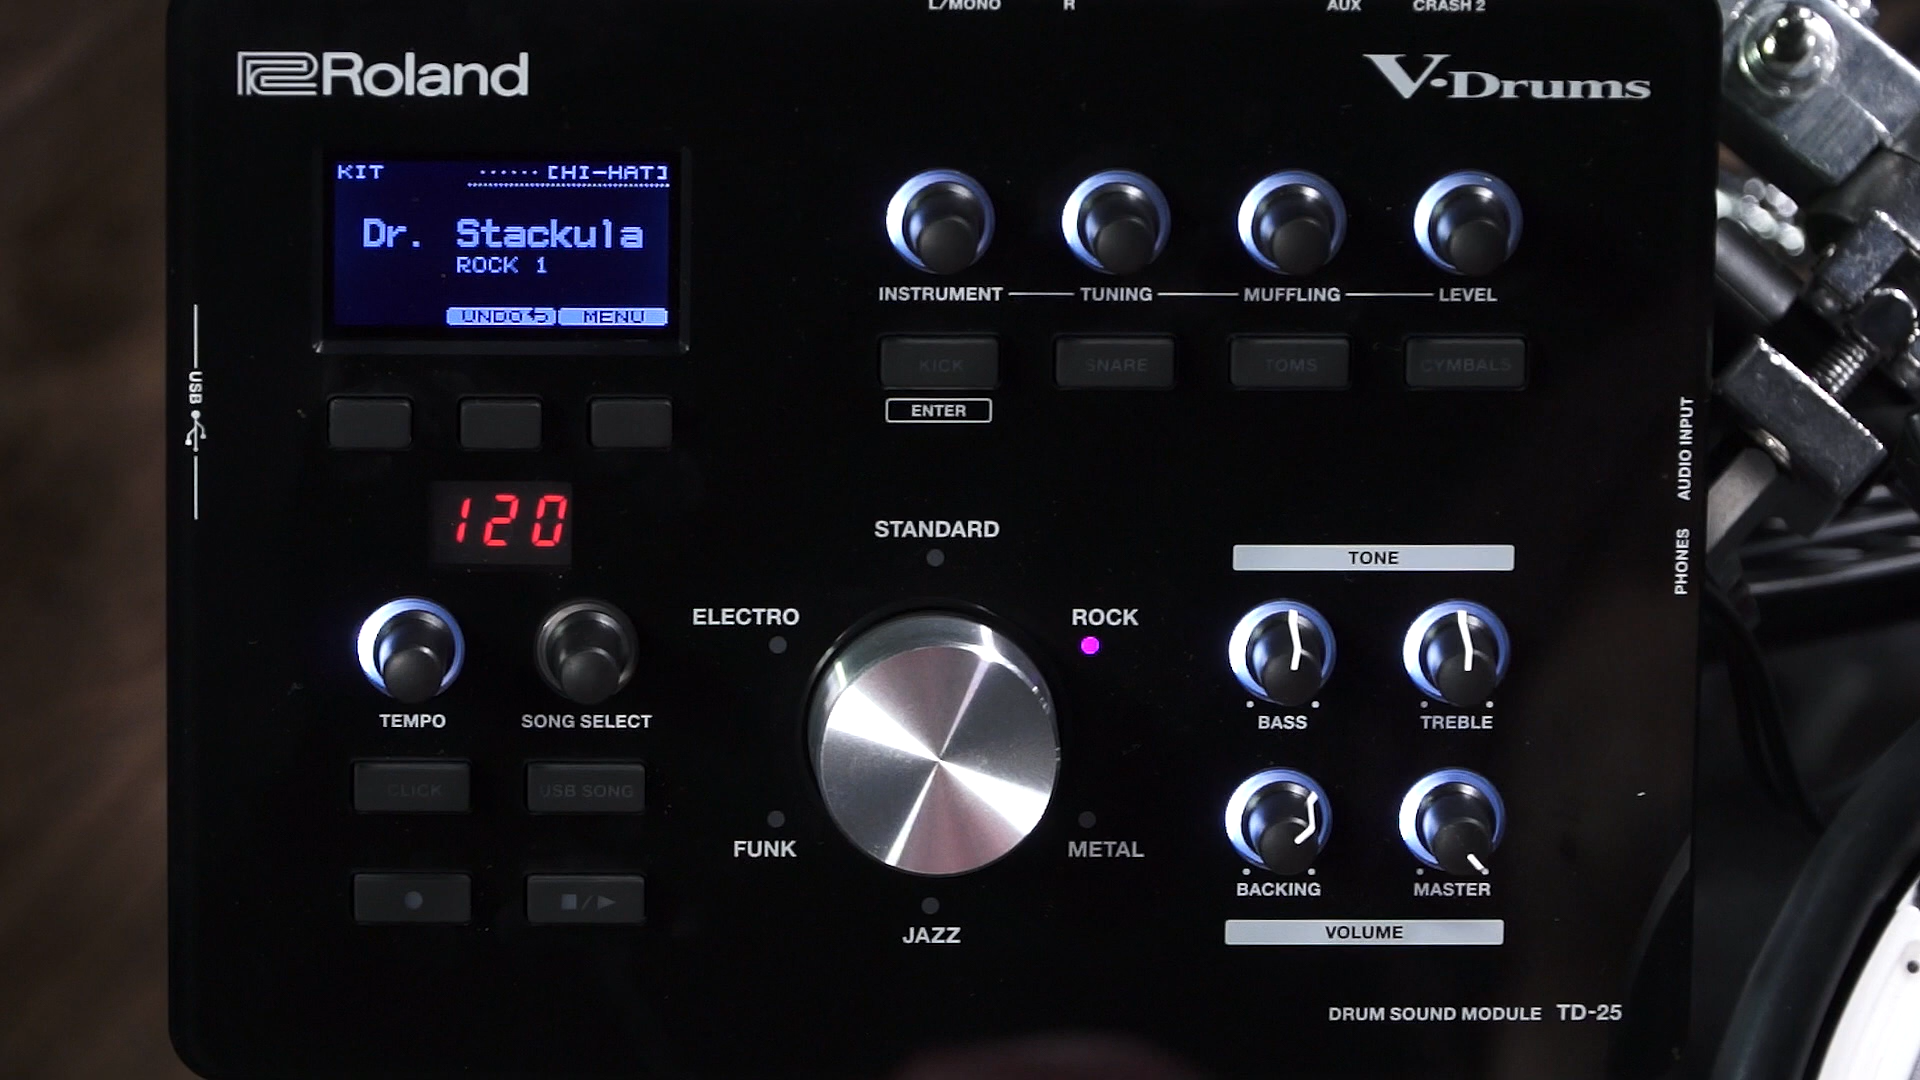 L/MONO R AUX CRASH 2
Roland V-Drums
KIT ······ [HI-HAT]
Dr. Stackula
ROCK 1
UNDO MENU
INSTRUMENT TUNING MUFFLING LEVEL
KICK SNARE TOMS CYMBALS
ENTER
USB
AUDIO INPUT
PHONES
120
STANDARD
ELECTRO ROCK
FUNK METAL
JAZZ
TEMPO SONG SELECT
CLICK USB SONG
TONE
BASS TREBLE
BACKING MASTER
VOLUME
DRUM SOUND MODULE TD-25